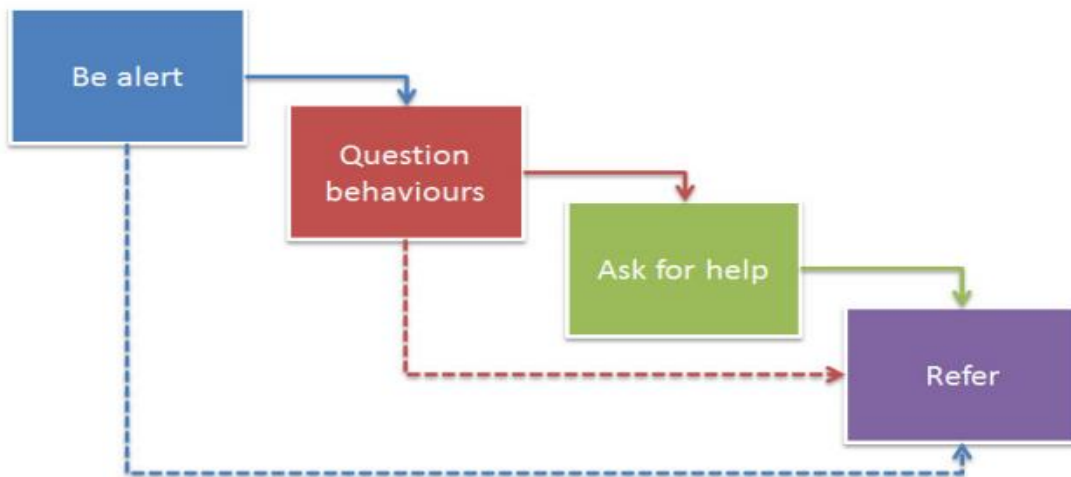 Be alert
Question
behaviours
Ask for help
Refer